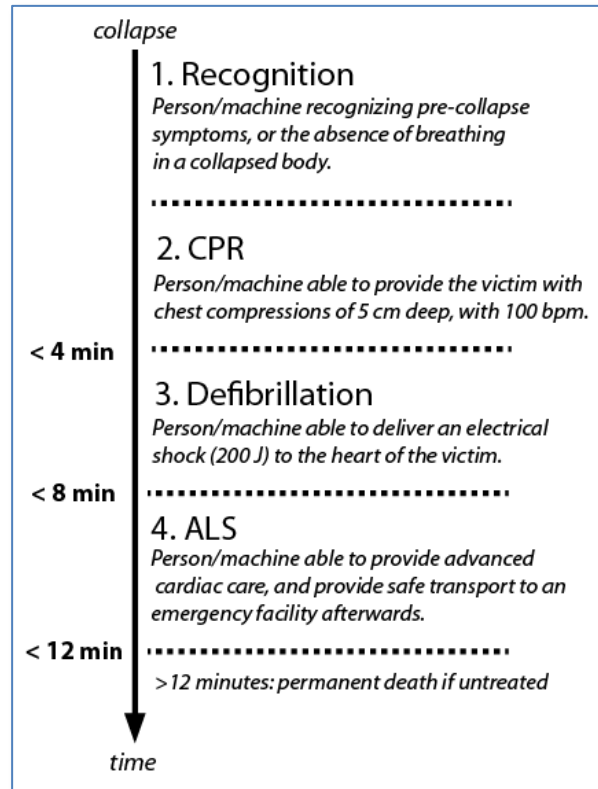 collapse
1. Recognition
Person/machine recognizing pre-collapse
symptoms, or the absence of breathing
in a collapsed body.
2. CPR
Person/machine able to provide the victim with
chest compressions of 5 cm deep, with 100 bpm.
< 4 min
3. Defibrillation
Person/machine able to deliver an electrical
shock (200 J) to the heart of the victim.
< 8 min
4. ALS
Person/machine able to provide advanced
cardiac care, and provide safe transport to an
emergency facility afterwards.
< 12 min
>12 minutes: permanent death if untreated
time